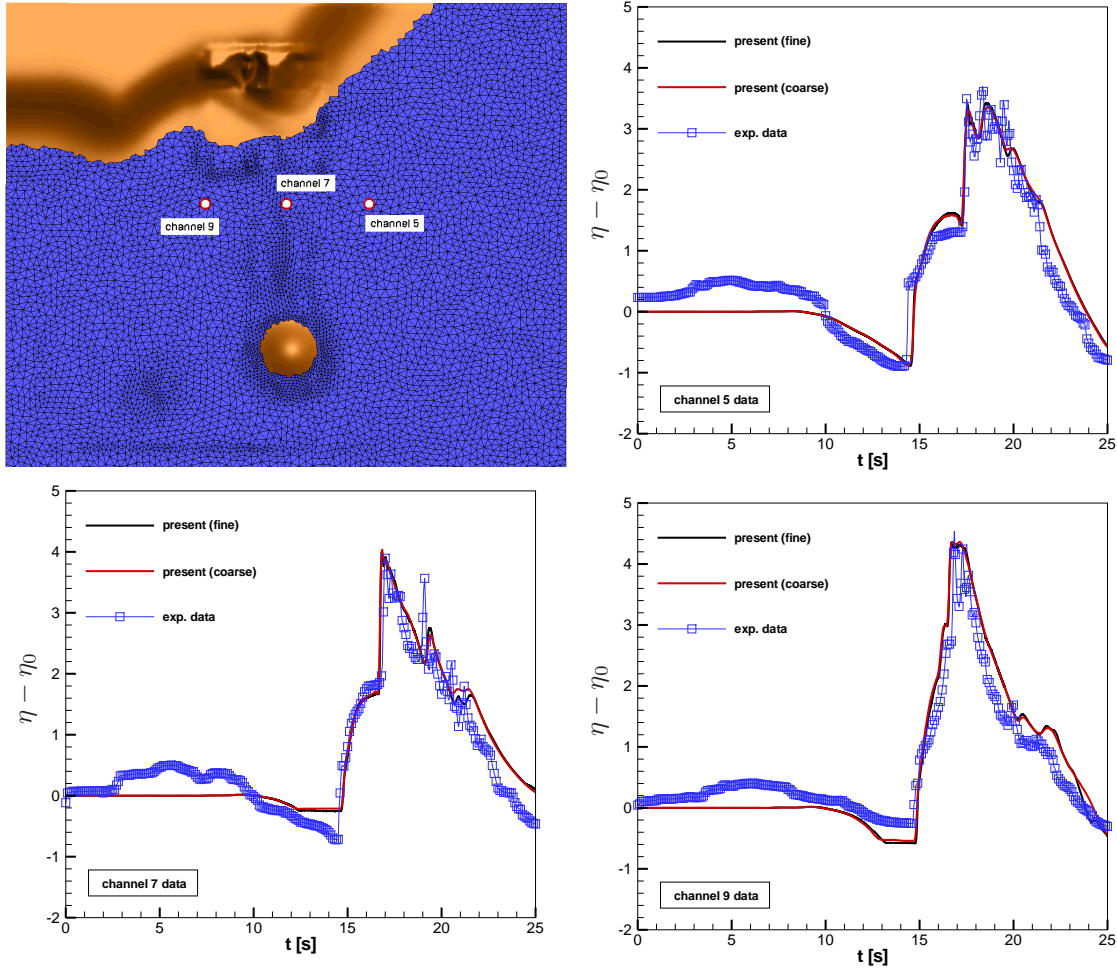 channel 7
channel 9
channel 5
5
4
3
2
1
0
-1
-2
η − η₀
present (fine)
present (coarse)
exp. data
channel 5 data
0 5 10 15 20 25
t [s]
5
4
3
2
1
0
-1
-2
η − η₀
present (fine)
present (coarse)
exp. data
channel 7 data
0 5 10 15 20 25
t [s]
5
4
3
2
1
0
-1
-2
η − η₀
present (fine)
present (coarse)
exp. data
channel 9 data
0 5 10 15 20 25
t [s]